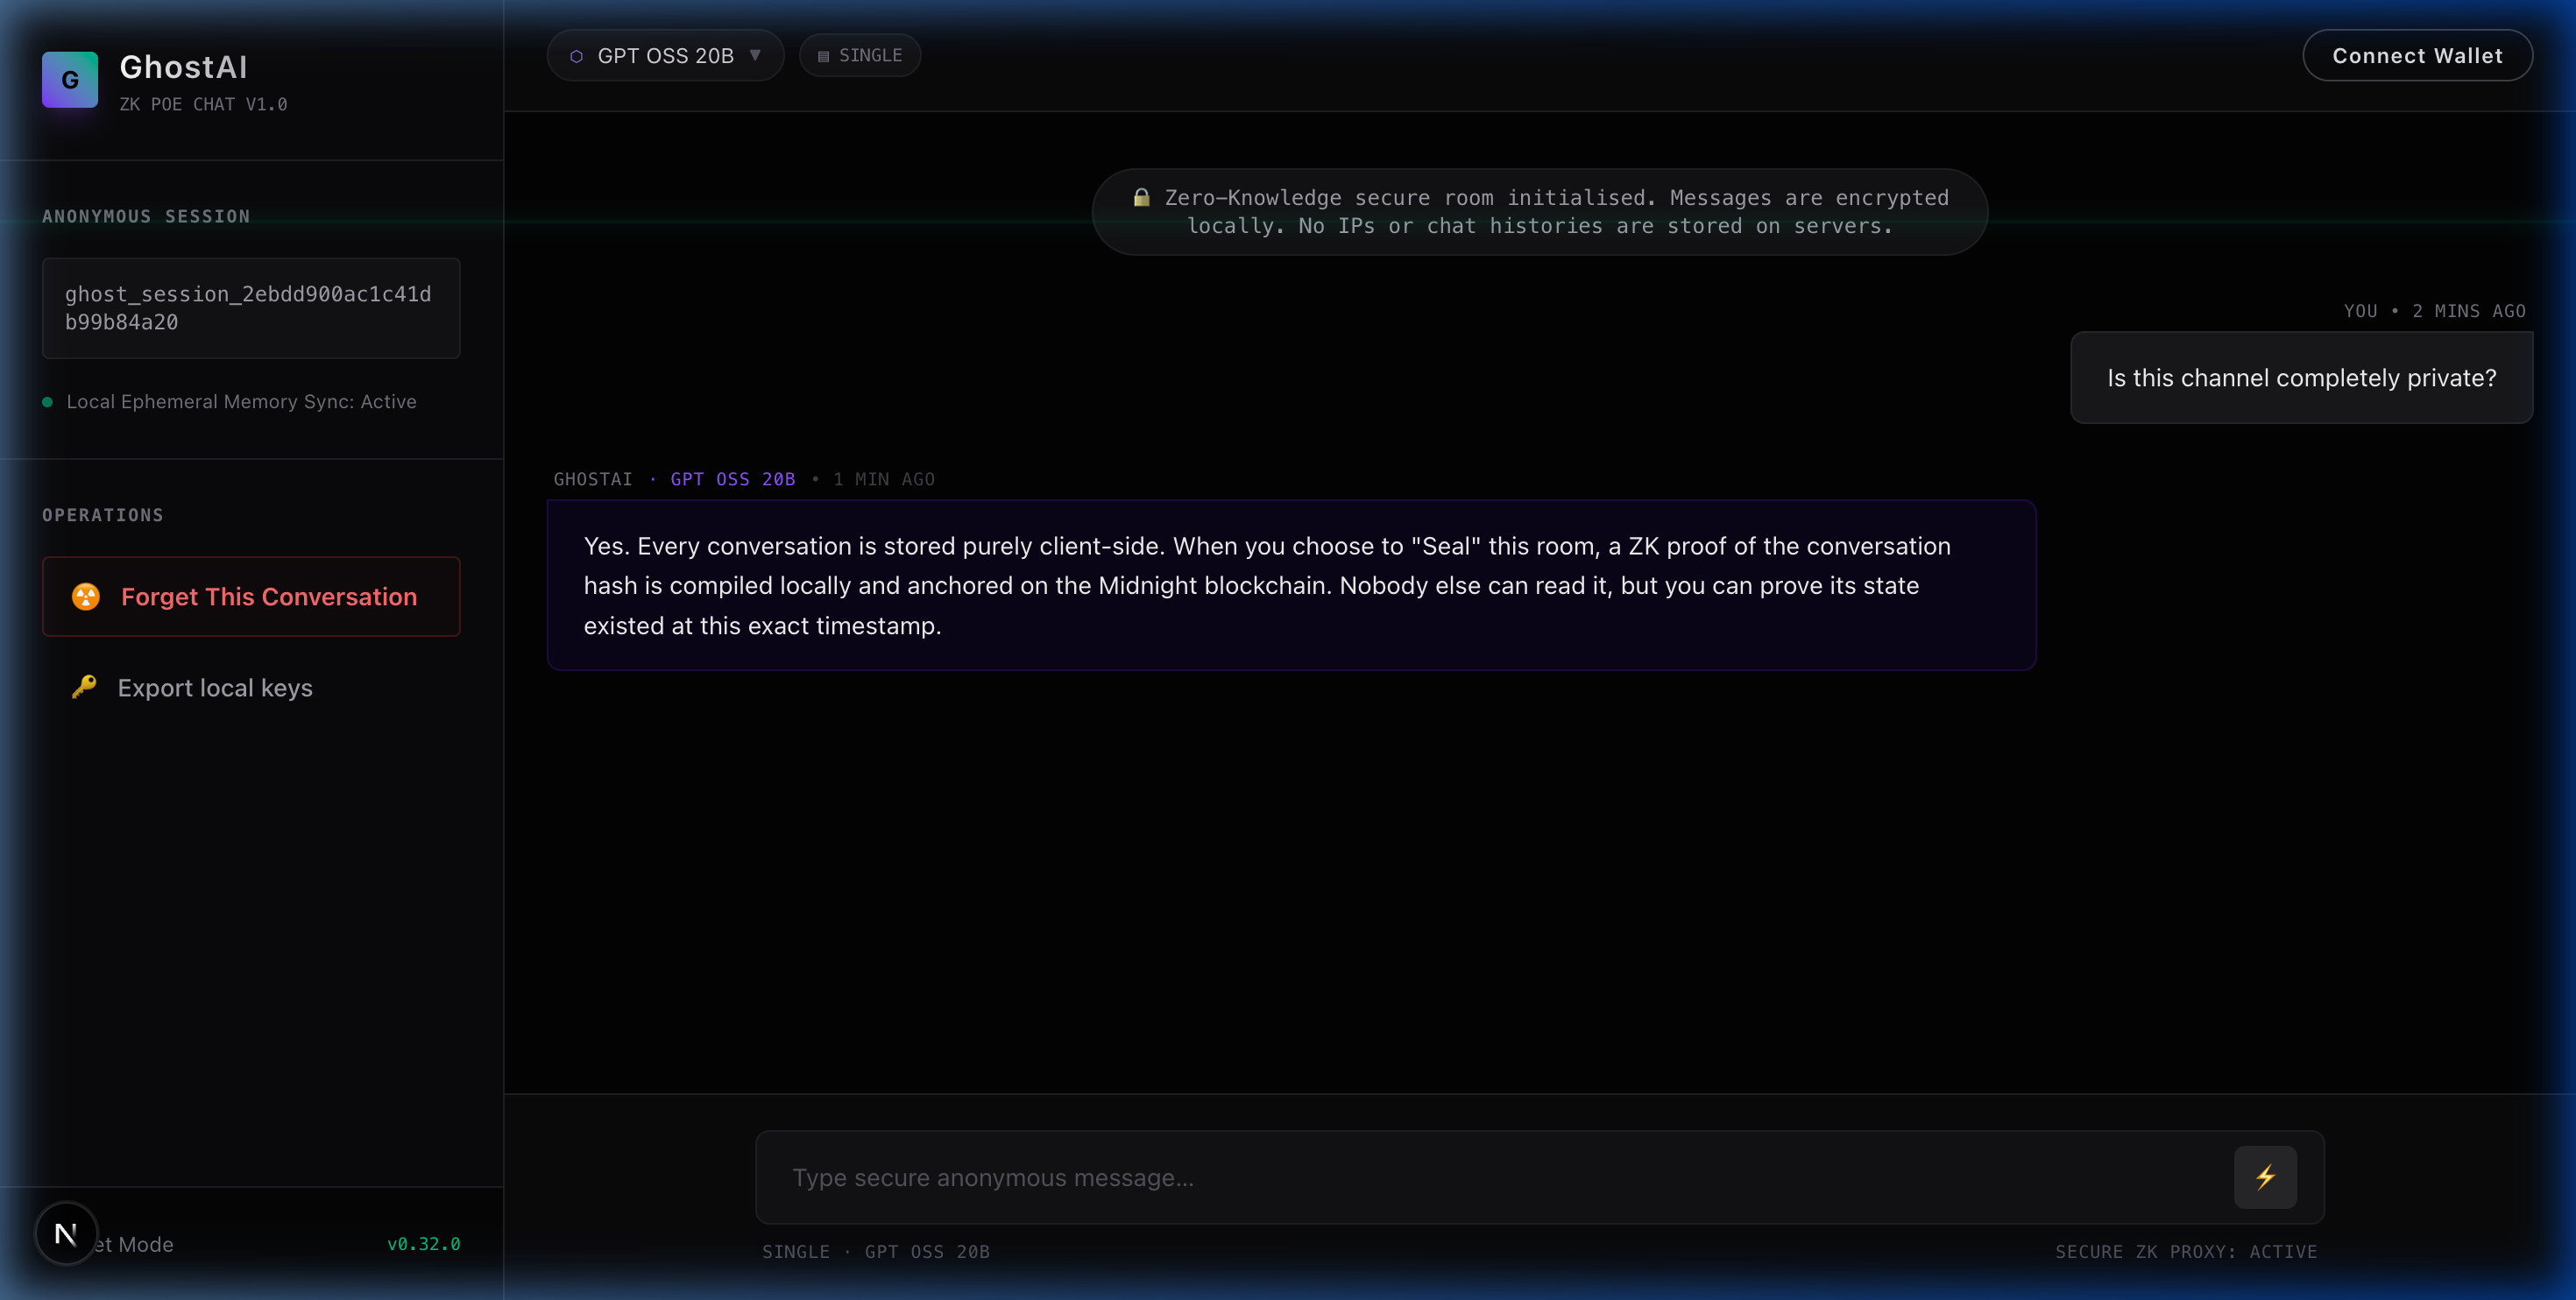 G
GhostAI
ZK POE CHAT V1.0
ANONYMOUS SESSION
ghost_session_2ebdd900ac1c41d
b99b84a20
Local Ephemeral Memory Sync: Active
OPERATIONS
Forget This Conversation
Export local keys
N
et Mode
v0.32.0
GPT OSS 20B
SINGLE
Connect Wallet
Zero-Knowledge secure room initialised. Messages are encrypted
locally. No IPs or chat histories are stored on servers.
YOU • 2 MINS AGO
Is this channel completely private?
GHOSTAI · GPT OSS 20B • 1 MIN AGO
Yes. Every conversation is stored purely client-side. When you choose to "Seal" this room, a ZK proof of the conversation
hash is compiled locally and anchored on the Midnight blockchain. Nobody else can read it, but you can prove its state
existed at this exact timestamp.
Type secure anonymous message...
SINGLE · GPT OSS 20B
SECURE ZK PROXY: ACTIVE